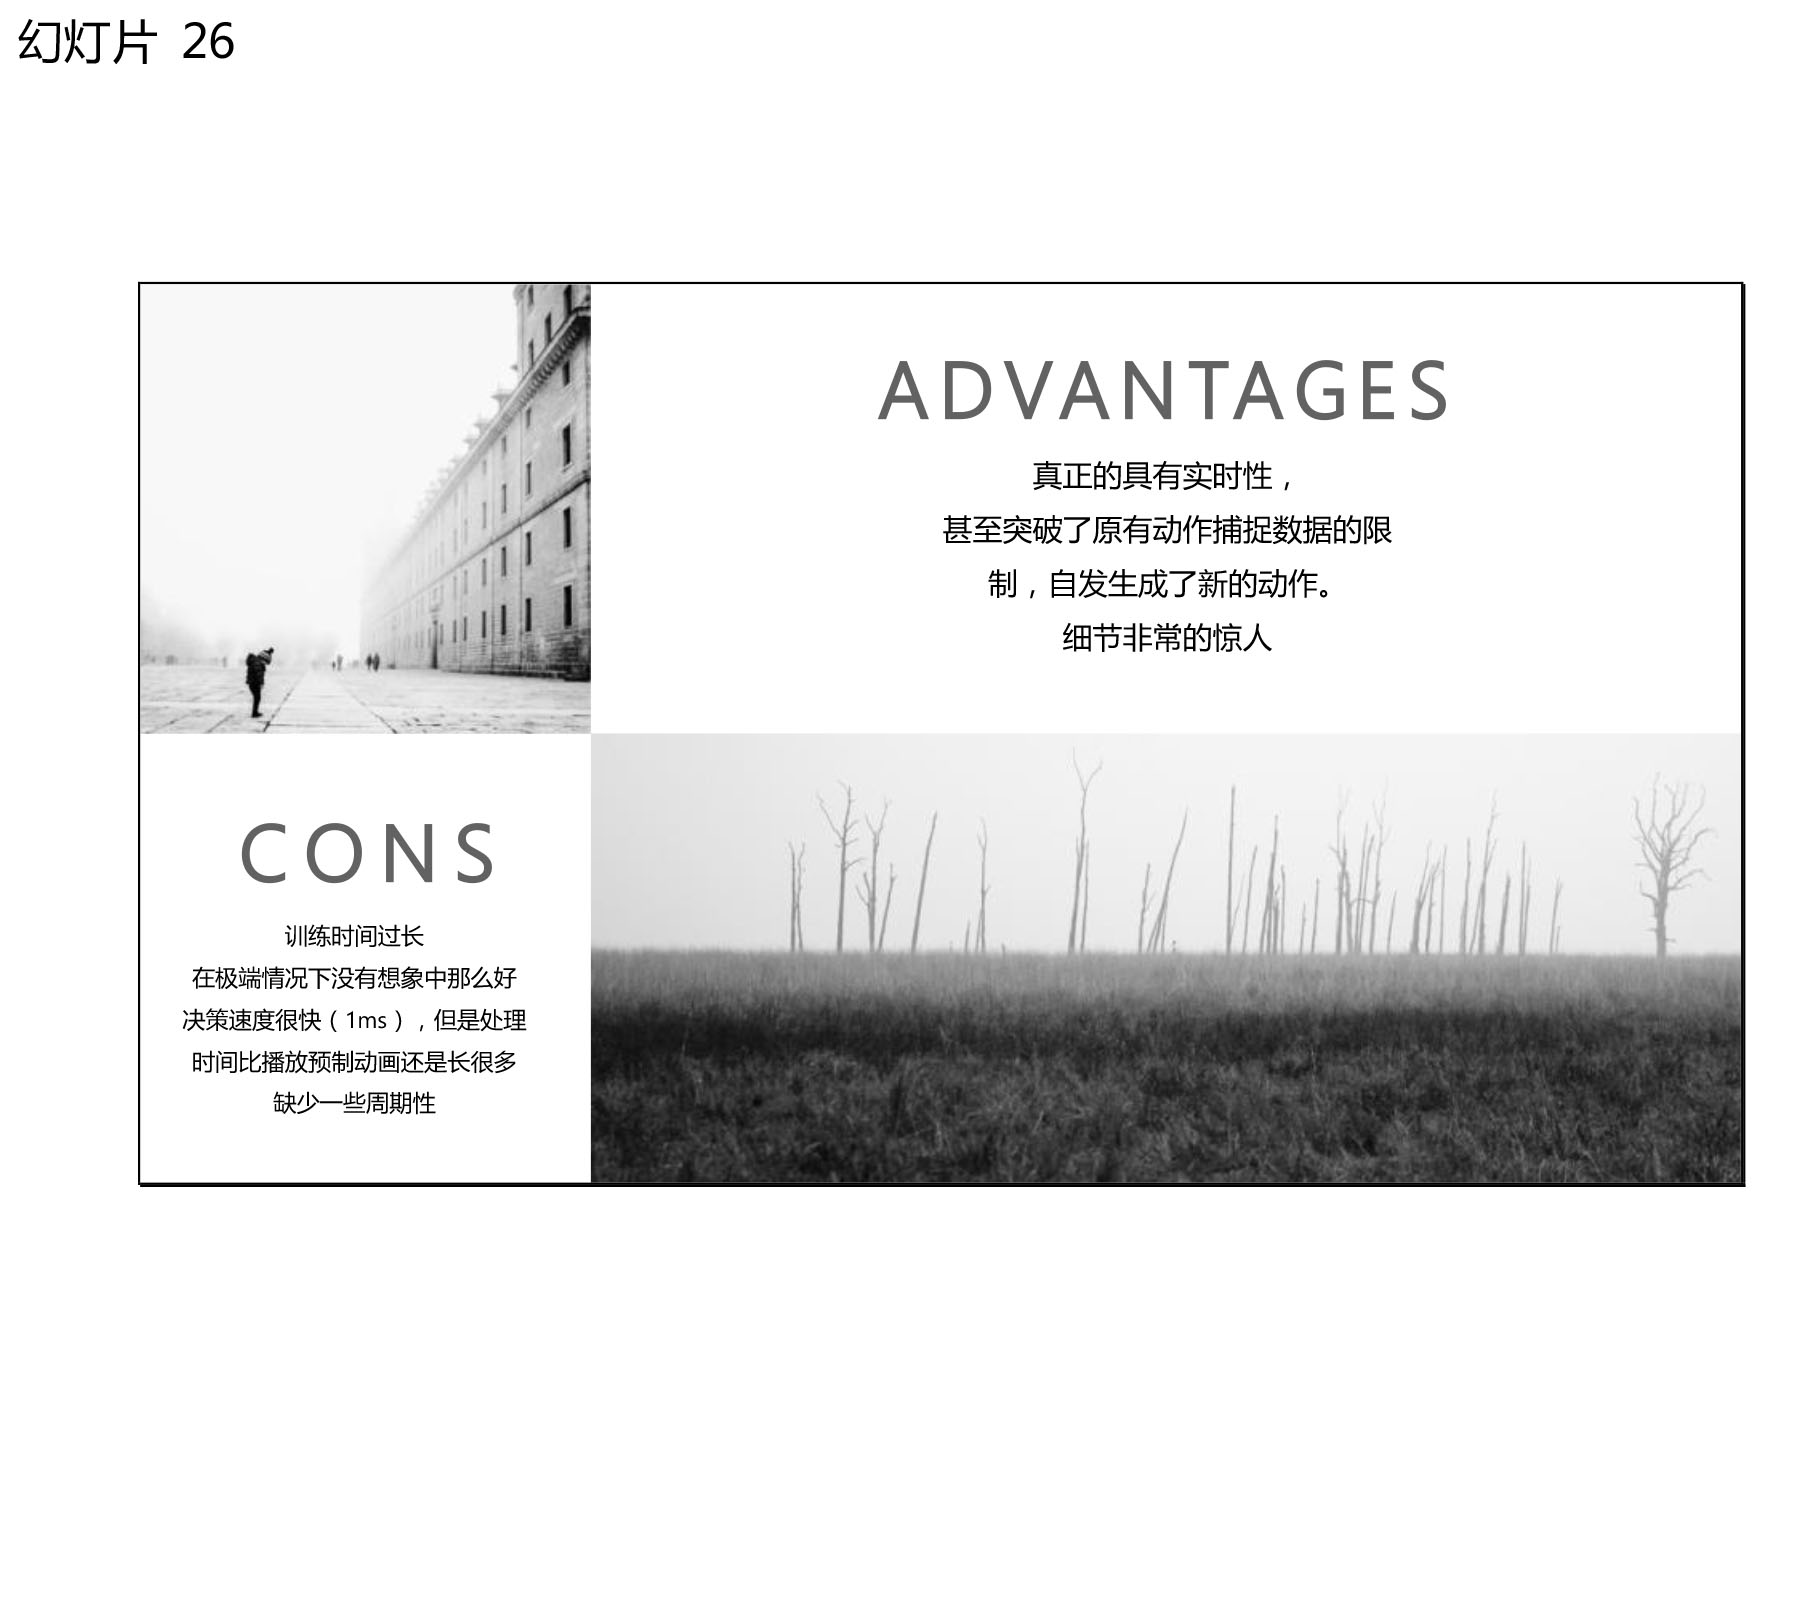 幻灯片 26
ADVANTAGES
真正的具有实时性，
甚至突破了原有动作捕捉数据的限
制，自发生成了新的动作。
细节非常的惊人
CONS
训练时间过长
在极端情况下没有想象中那么好
决策速度很快（1ms），但是处理
时间比播放预制动画还是长很多
缺少一些周期性